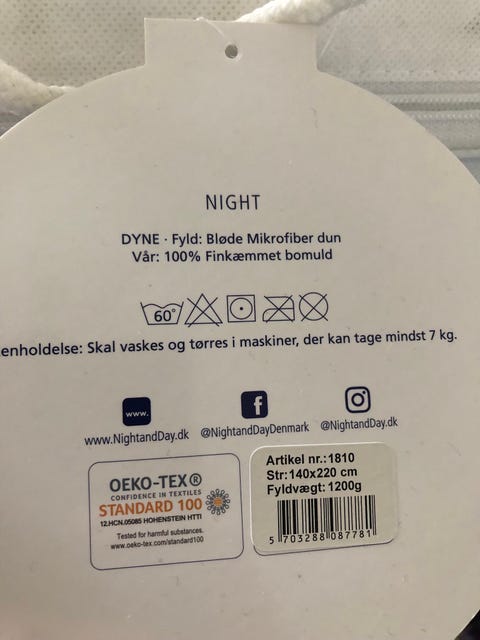 NIGHT
DYNE · Fyld: Bløde Mikrofiber dun
Vår: 100% Finkæmmet bomuld
60°
enholdelse: Skal vaskes og tørres i maskiner, der kan tage mindst 7 kg.
www.
www.NightandDay.dk
@NightandDayDenmark
@NightandDay.dk
OEKO-TEX®
CONFIDENCE IN TEXTILES
STANDARD 100
12.HCN.05085 HOHENSTEIN HTTI
Tested for harmful substances.
www.oeko-tex.com/standard100
Artikel nr.:1810
Str:140x220 cm
Fyldvægt: 1200g
5 703288 087781